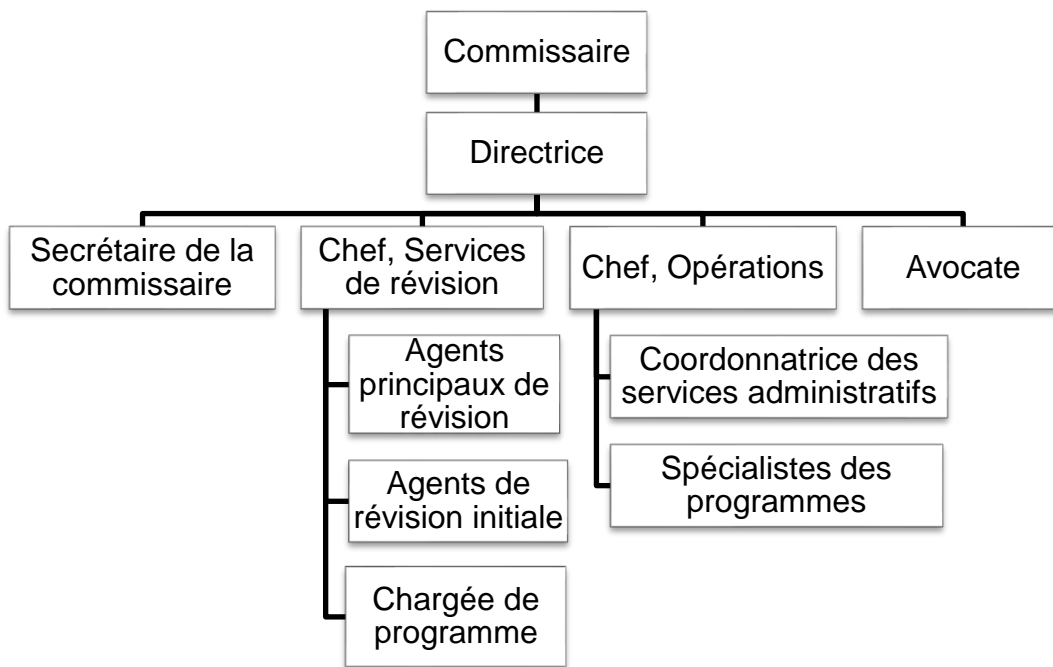 Commissaire
Directrice
Secrétaire de la
commissaire
Chef, Services
de révision
Chef, Opérations
Avocate
Agents
principaux de
révision
Agents de
révision initiale
Chargée de
programme
Coordonnatrice des
services administratifs
Spécialistes des
programmes